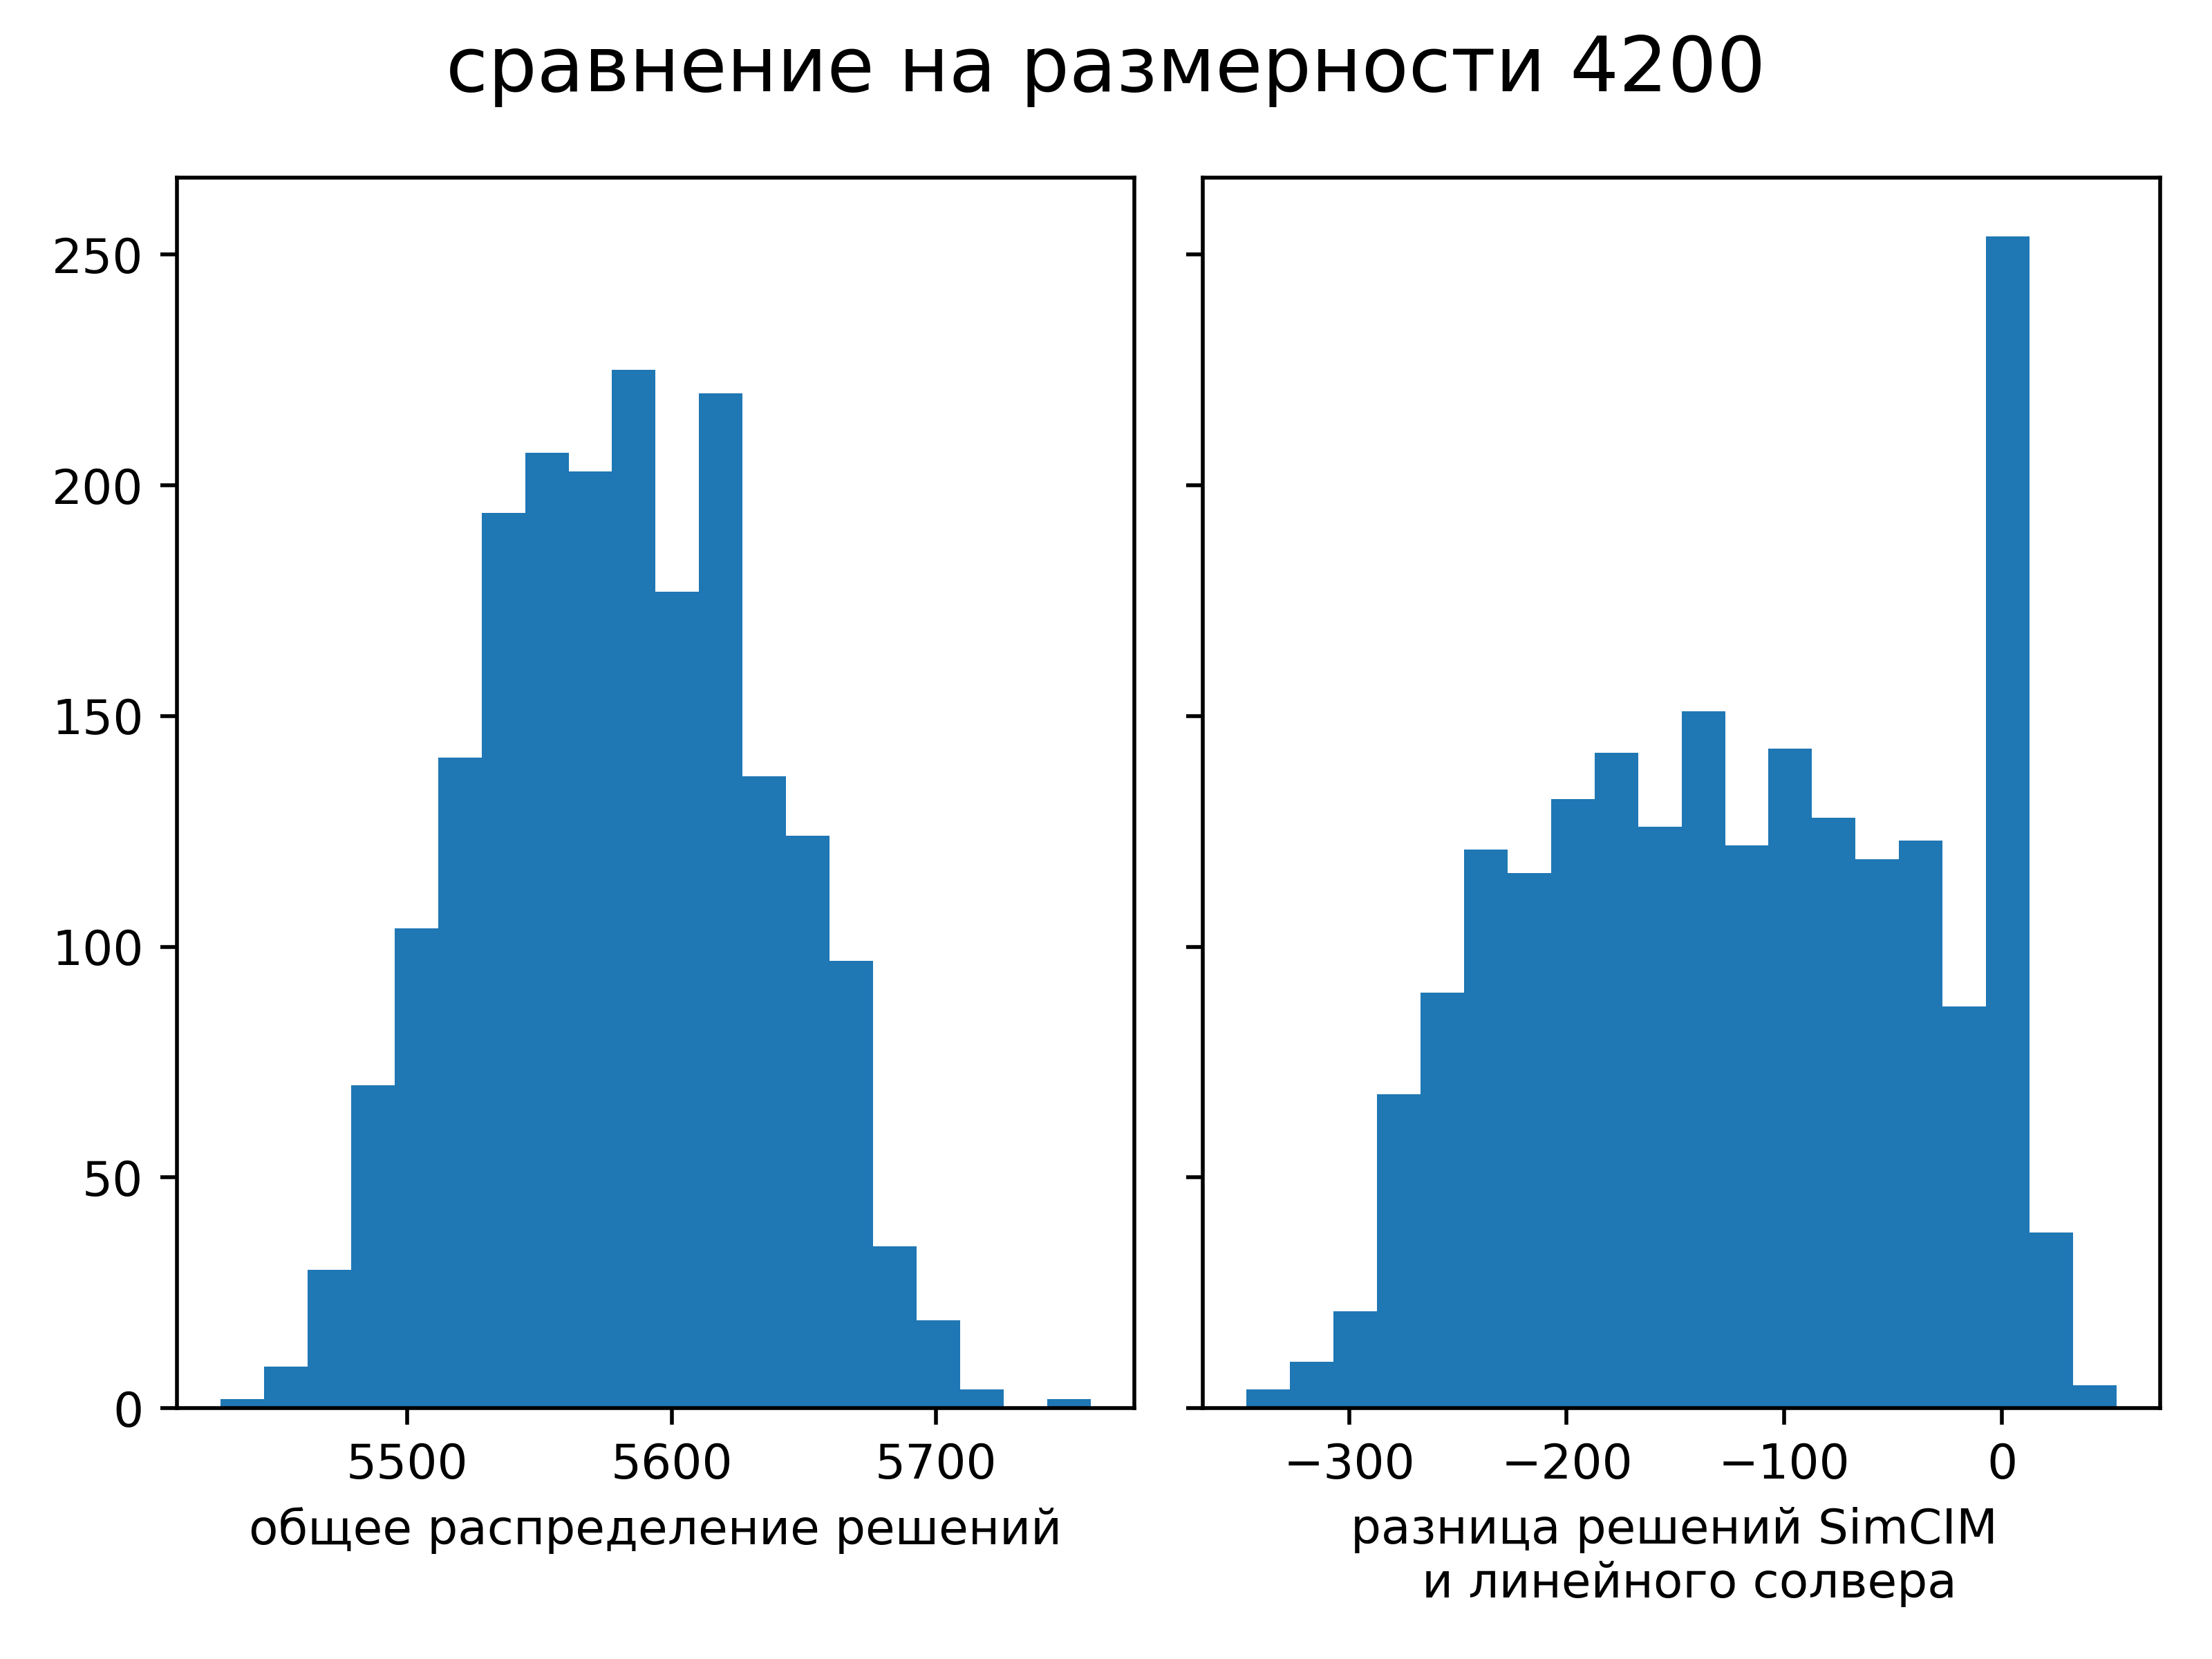 сравнение на размерности 4200
250
200
150
100
50
0
5500 5600 5700
общее распределение решений
−300 −200 −100 0
разница решений SimCIM
и линейного солвера